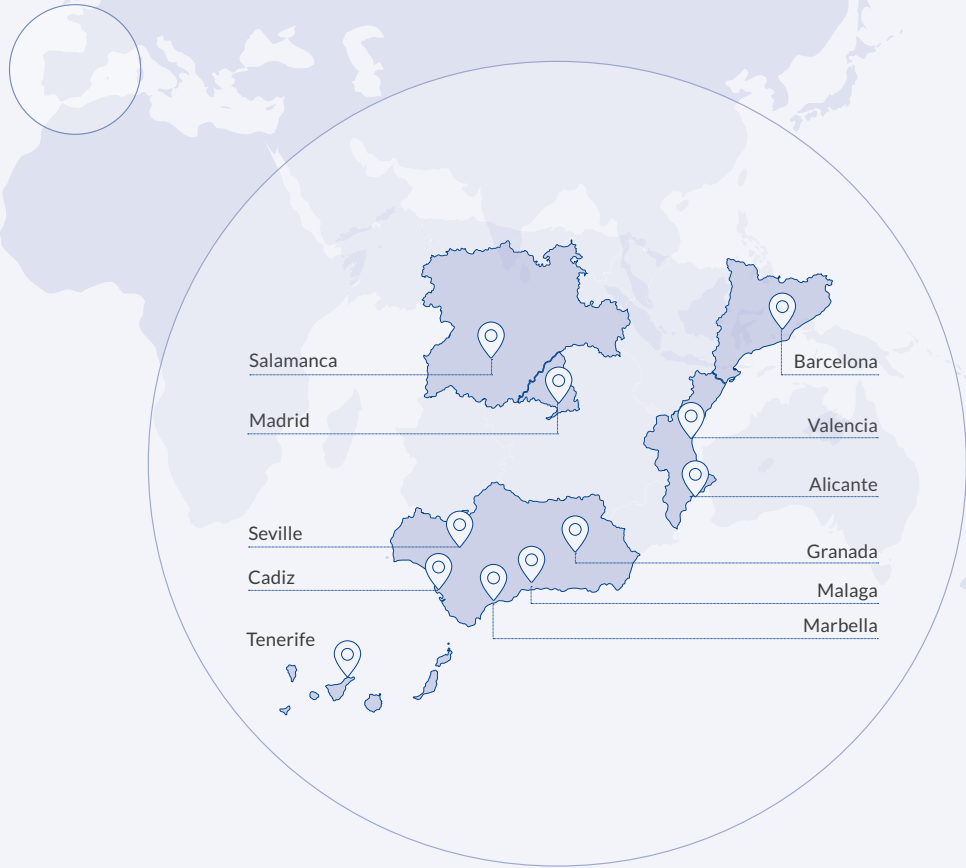 Salamanca
Barcelona
Madrid
Valencia
Alicante
Seville
Granada
Cadiz
Malaga
Marbella
Tenerife